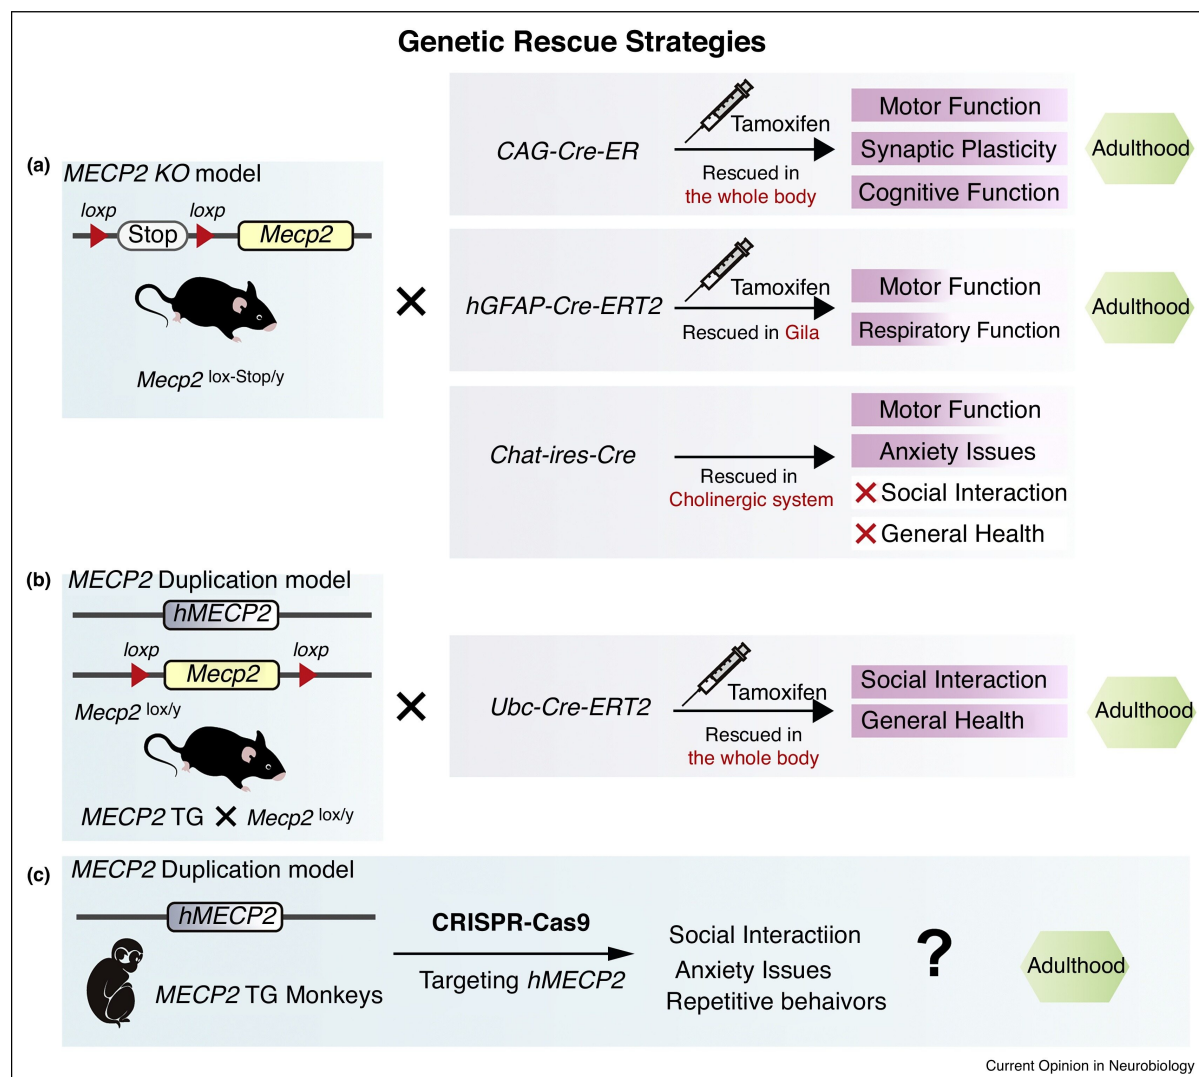 Genetic Rescue Strategies
(a)
MECP2 KO model
loxp loxp
Stop Mecp2
Mecp2 lox-Stop/y
CAG-Cre-ER
Tamoxifen
Rescued in
the whole body
Motor Function
Synaptic Plasticity
Cognitive Function
Adulthood
hGFAP-Cre-ERT2
Tamoxifen
Rescued in Gila
Motor Function
Respiratory Function
Adulthood
Chat-ires-Cre
Rescued in
Cholinergic system
Motor Function
Anxiety Issues
Social Interaction
General Health
(b)
MECP2 Duplication model
hMECP2
loxp loxp
Mecp2
Mecp2 lox/y
MECP2 TG X Mecp2 lox/y
Ubc-Cre-ERT2
Tamoxifen
Rescued in
the whole body
Social Interaction
General Health
Adulthood
(c)
MECP2 Duplication model
hMECP2
MECP2 TG Monkeys
CRISPR-Cas9
Targeting hMECP2
Social Interactiion
Anxiety Issues
Repetitive behaivors
?
Adulthood
Current Opinion in Neurobiology